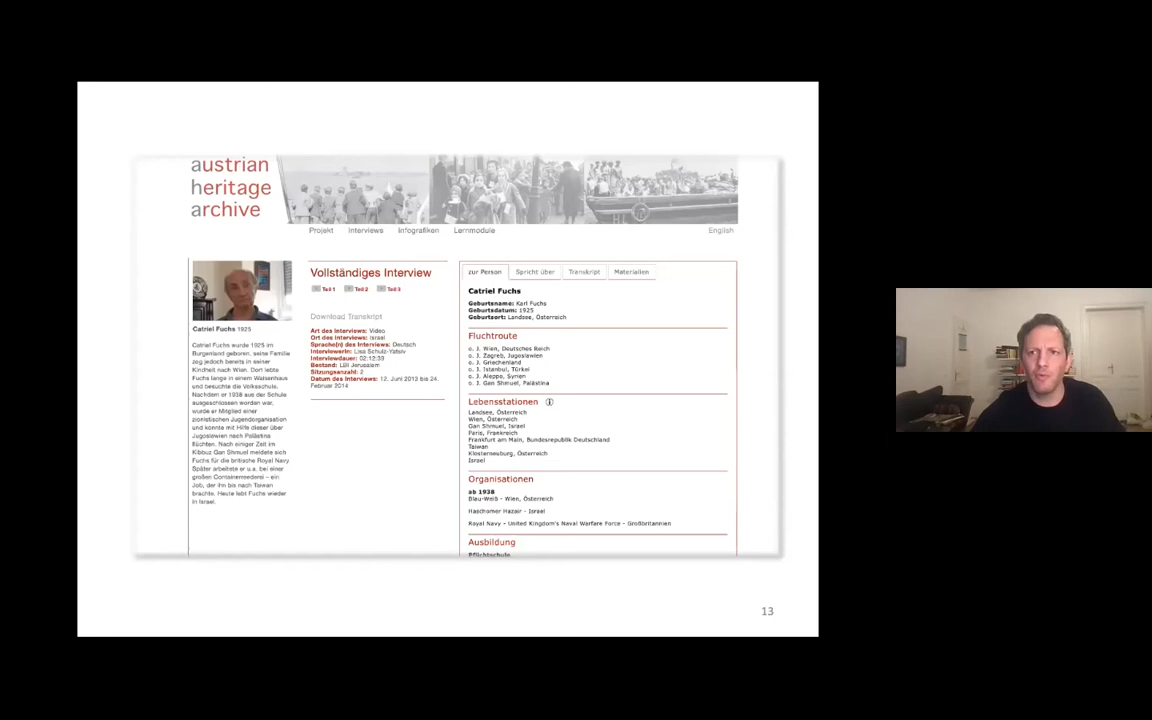 austrian
heritage
archive
Projekt Interviews Infografiken Lernmodule English
Catriel Fuchs 1925
Catriel Fuchs wurde 1925 im
Burgenland geboren, seine Familie
zog jedoch bereits in seiner
Kindheit nach Wien. Dort lebte
Fuchs lange in einem Waisenhaus
und besuchte die Volksschule.
Nachdem er 1938 aus der Schule
ausgeschlossen worden war,
wurde er Mitglied einer
zionistischen Jugendorganisation
und konnte mit Hilfe dieser über
Jugoslawien nach Palästina
flüchten. Nach einiger Zeit im
Kibbuz Gan Shmuel meldete sich
Fuchs für die britische Royal Navy
Später arbeitete er u.a. bei einer
großen Containerreederei – ein
Job, der ihn bis nach Taiwan
brachte. Heute lebt Fuchs wieder
in Israel.
Vollständiges Interview
Teil 1 Teil 2 Teil 3
Download Transkript
Art des Interviews: Video
Ort des Interviews: Israel
Sprache(n) des Interviews: Deutsch
InterviewerIn: Lisa Schulz-Yatsiv
Interviewdauer: 02:12:39
Bestand: LBI Jerusalem
Sitzungsanzahl: 3
Datum des Interviews: 12. Juni 2013 bis 24.
Februar 2014
zur Person Spricht über Transkript Materialien
Catriel Fuchs
Geburtsname: Karl Fuchs
Geburtsdatum: 1925
Geburtsort: Landsee, Österreich
Fluchtroute
o. J. Wien, Deutsches Reich
o. J. Zagreb, Jugoslawien
o. J. Griechenland
o. J. Istanbul, Türkei
o. J. Aleppo, Syrien
o. J. Gan Shmuel, Palästina
Lebensstationen
Landsee, Österreich
Wien, Österreich
Gan Shmuel, Israel
Paris, Frankreich
Frankfurt am Main, Bundesrepublik Deutschland
Taiwan
Klosterneuburg, Österreich
Israel
Organisationen
ab 1938
Blau-Weiß - Wien, Österreich
Haschomer Hazair - Israel
Royal Navy - United Kingdom's Naval Warfare Force - Großbritannien
Ausbildung
Pflichtschule
13